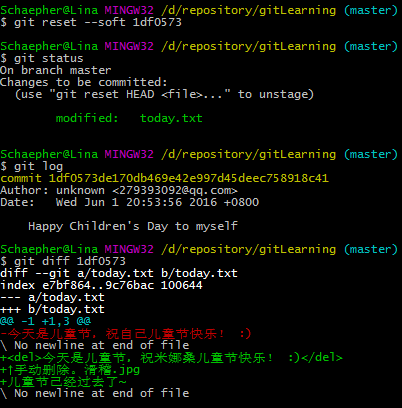 Schaepher@Lina MINGW32 /d/repository/gitLearning (master)
$ git reset --soft 1df0573
Schaepher@Lina MINGW32 /d/repository/gitLearning (master)
$ git status
On branch master
Changes to be committed:
(use "git reset HEAD <file>..." to unstage)
modified: today.txt
Schaepher@Lina MINGW32 /d/repository/gitLearning (master)
$ git log
commit 1df0573de170db469e42e997d45deec758918c41
Author: unknown <279393092@qq.com>
Date: Wed Jun 1 20:53:56 2016 +0800
Happy Children's Day to myself
Schaepher@Lina MINGW32 /d/repository/gitLearning (master)
$ git diff 1df0573
diff --git a/today.txt b/today.txt
index e7bf864..9c76bac 100644
--- a/today.txt
+++ b/today.txt
@@ -1 +1,3 @@
-今天是儿童节，祝自己儿童节快乐！ :)
\ No newline at end of file
+<del>今天是儿童节，祝米娜桑儿童节快乐！ :)</del>
+↑手动删除。滑稽.jpg
+儿童节已经过去了~
\ No newline at end of file